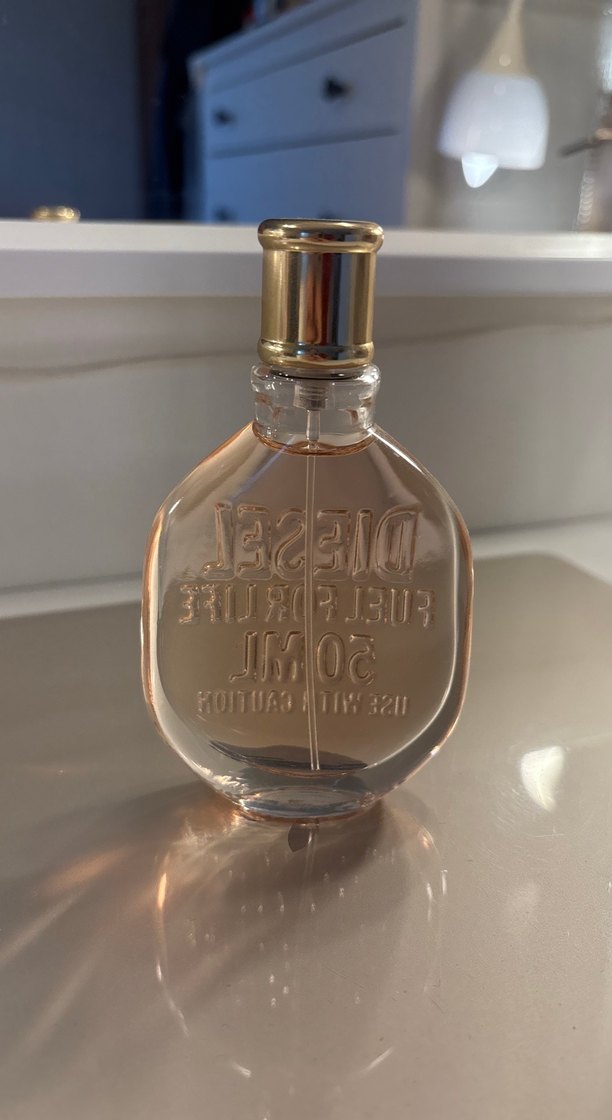 DIESEL
FUEL FOR LIFE
50 ML
USE WITH CAUTION